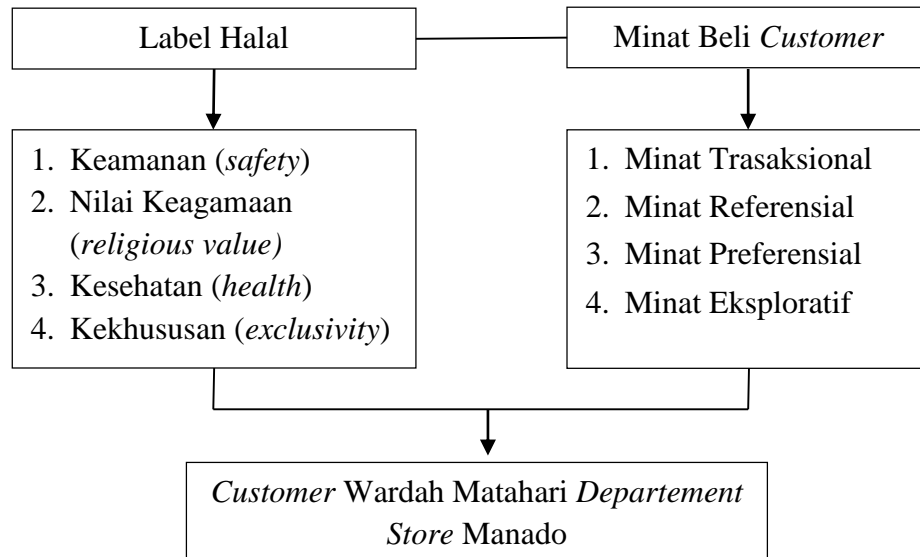 Label Halal
Minat Beli Customer
1. Keamanan (safety)
2. Nilai Keagamaan
(religious value)
3. Kesehatan (health)
4. Kekhususan (exclusivity)
1. Minat Trasaksional
2. Minat Referensial
3. Minat Preferensial
4. Minat Eksploratif
Customer Wardah Matahari Departement
Store Manado